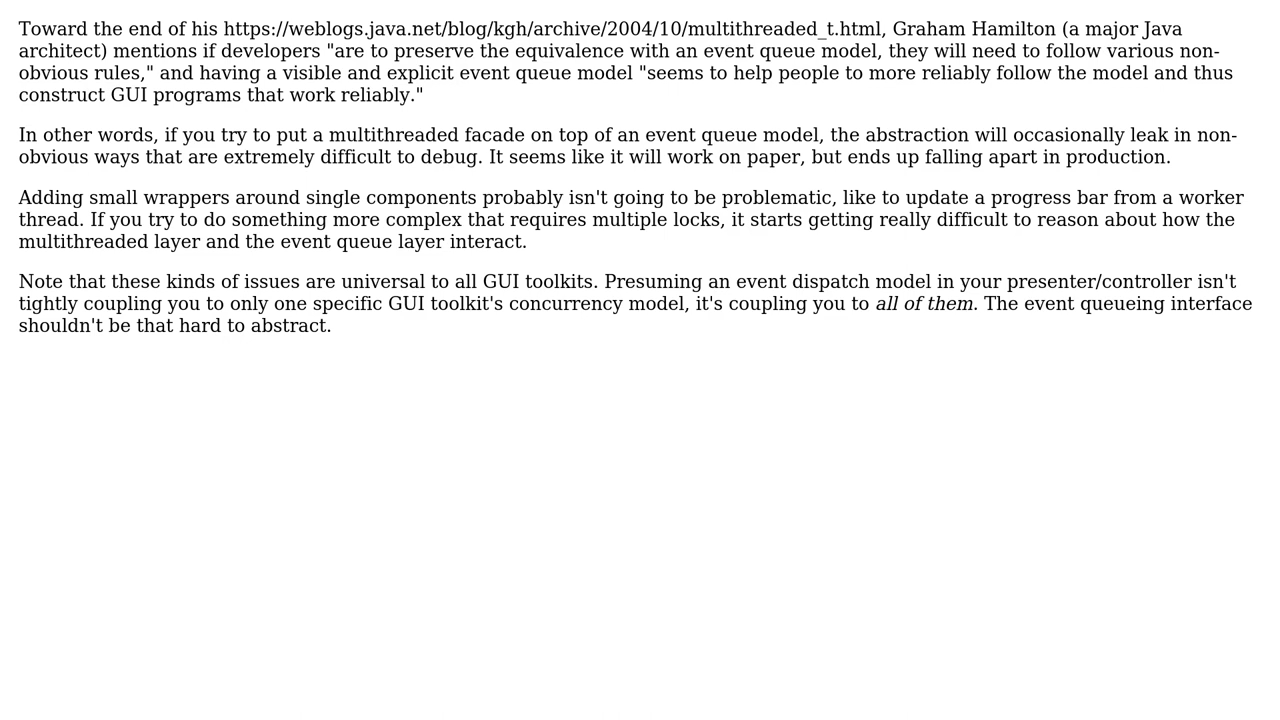 Toward the end of his https://weblogs.java.net/blog/kgh/archive/2004/10/multithreaded_t.html, Graham Hamilton (a major Java
architect) mentions if developers "are to preserve the equivalence with an event queue model, they will need to follow various non-
obvious rules," and having a visible and explicit event queue model "seems to help people to more reliably follow the model and thus
construct GUI programs that work reliably."
In other words, if you try to put a multithreaded facade on top of an event queue model, the abstraction will occasionally leak in non-
obvious ways that are extremely difficult to debug. It seems like it will work on paper, but ends up falling apart in production.
Adding small wrappers around single components probably isn't going to be problematic, like to update a progress bar from a worker
thread. If you try to do something more complex that requires multiple locks, it starts getting really difficult to reason about how the
multithreaded layer and the event queue layer interact.
Note that these kinds of issues are universal to all GUI toolkits. Presuming an event dispatch model in your presenter/controller isn't
tightly coupling you to only one specific GUI toolkit's concurrency model, it's coupling you to all of them. The event queueing interface
shouldn't be that hard to abstract.